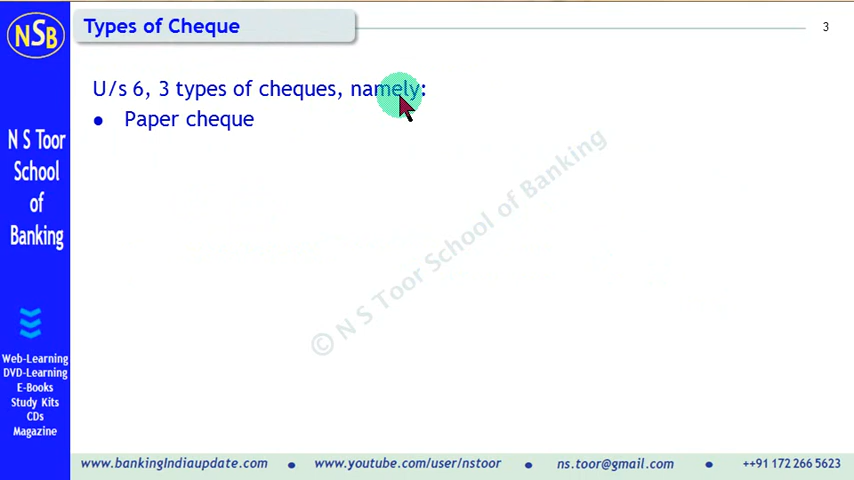 NSB
Types of Cheque
3
U/s 6, 3 types of cheques, namely:
● Paper cheque
N S Toor
School
of
Banking
© N S Toor School of Banking
Web-Learning
DVD-Learning
E-Books
Study Kits
CDs
Magazine
www.bankingIndiaupdate.com ● www.youtube.com/user/nstoor ● ns.toor@gmail.com ● ++91 172 266 5623